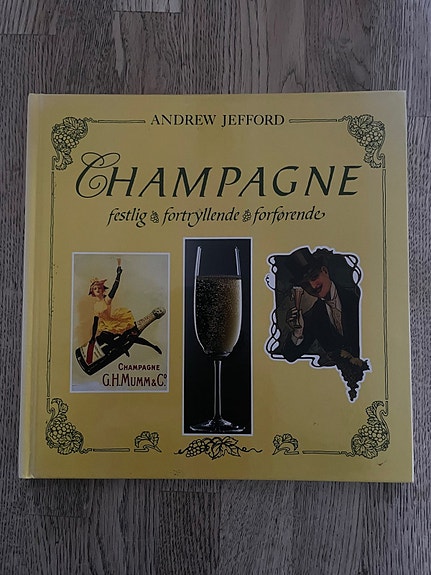 ANDREW JEFFORD
CHAMPAGNE
festlig fortryllende forførende
CHAMPAGNE
G.H.MUMM & Cº